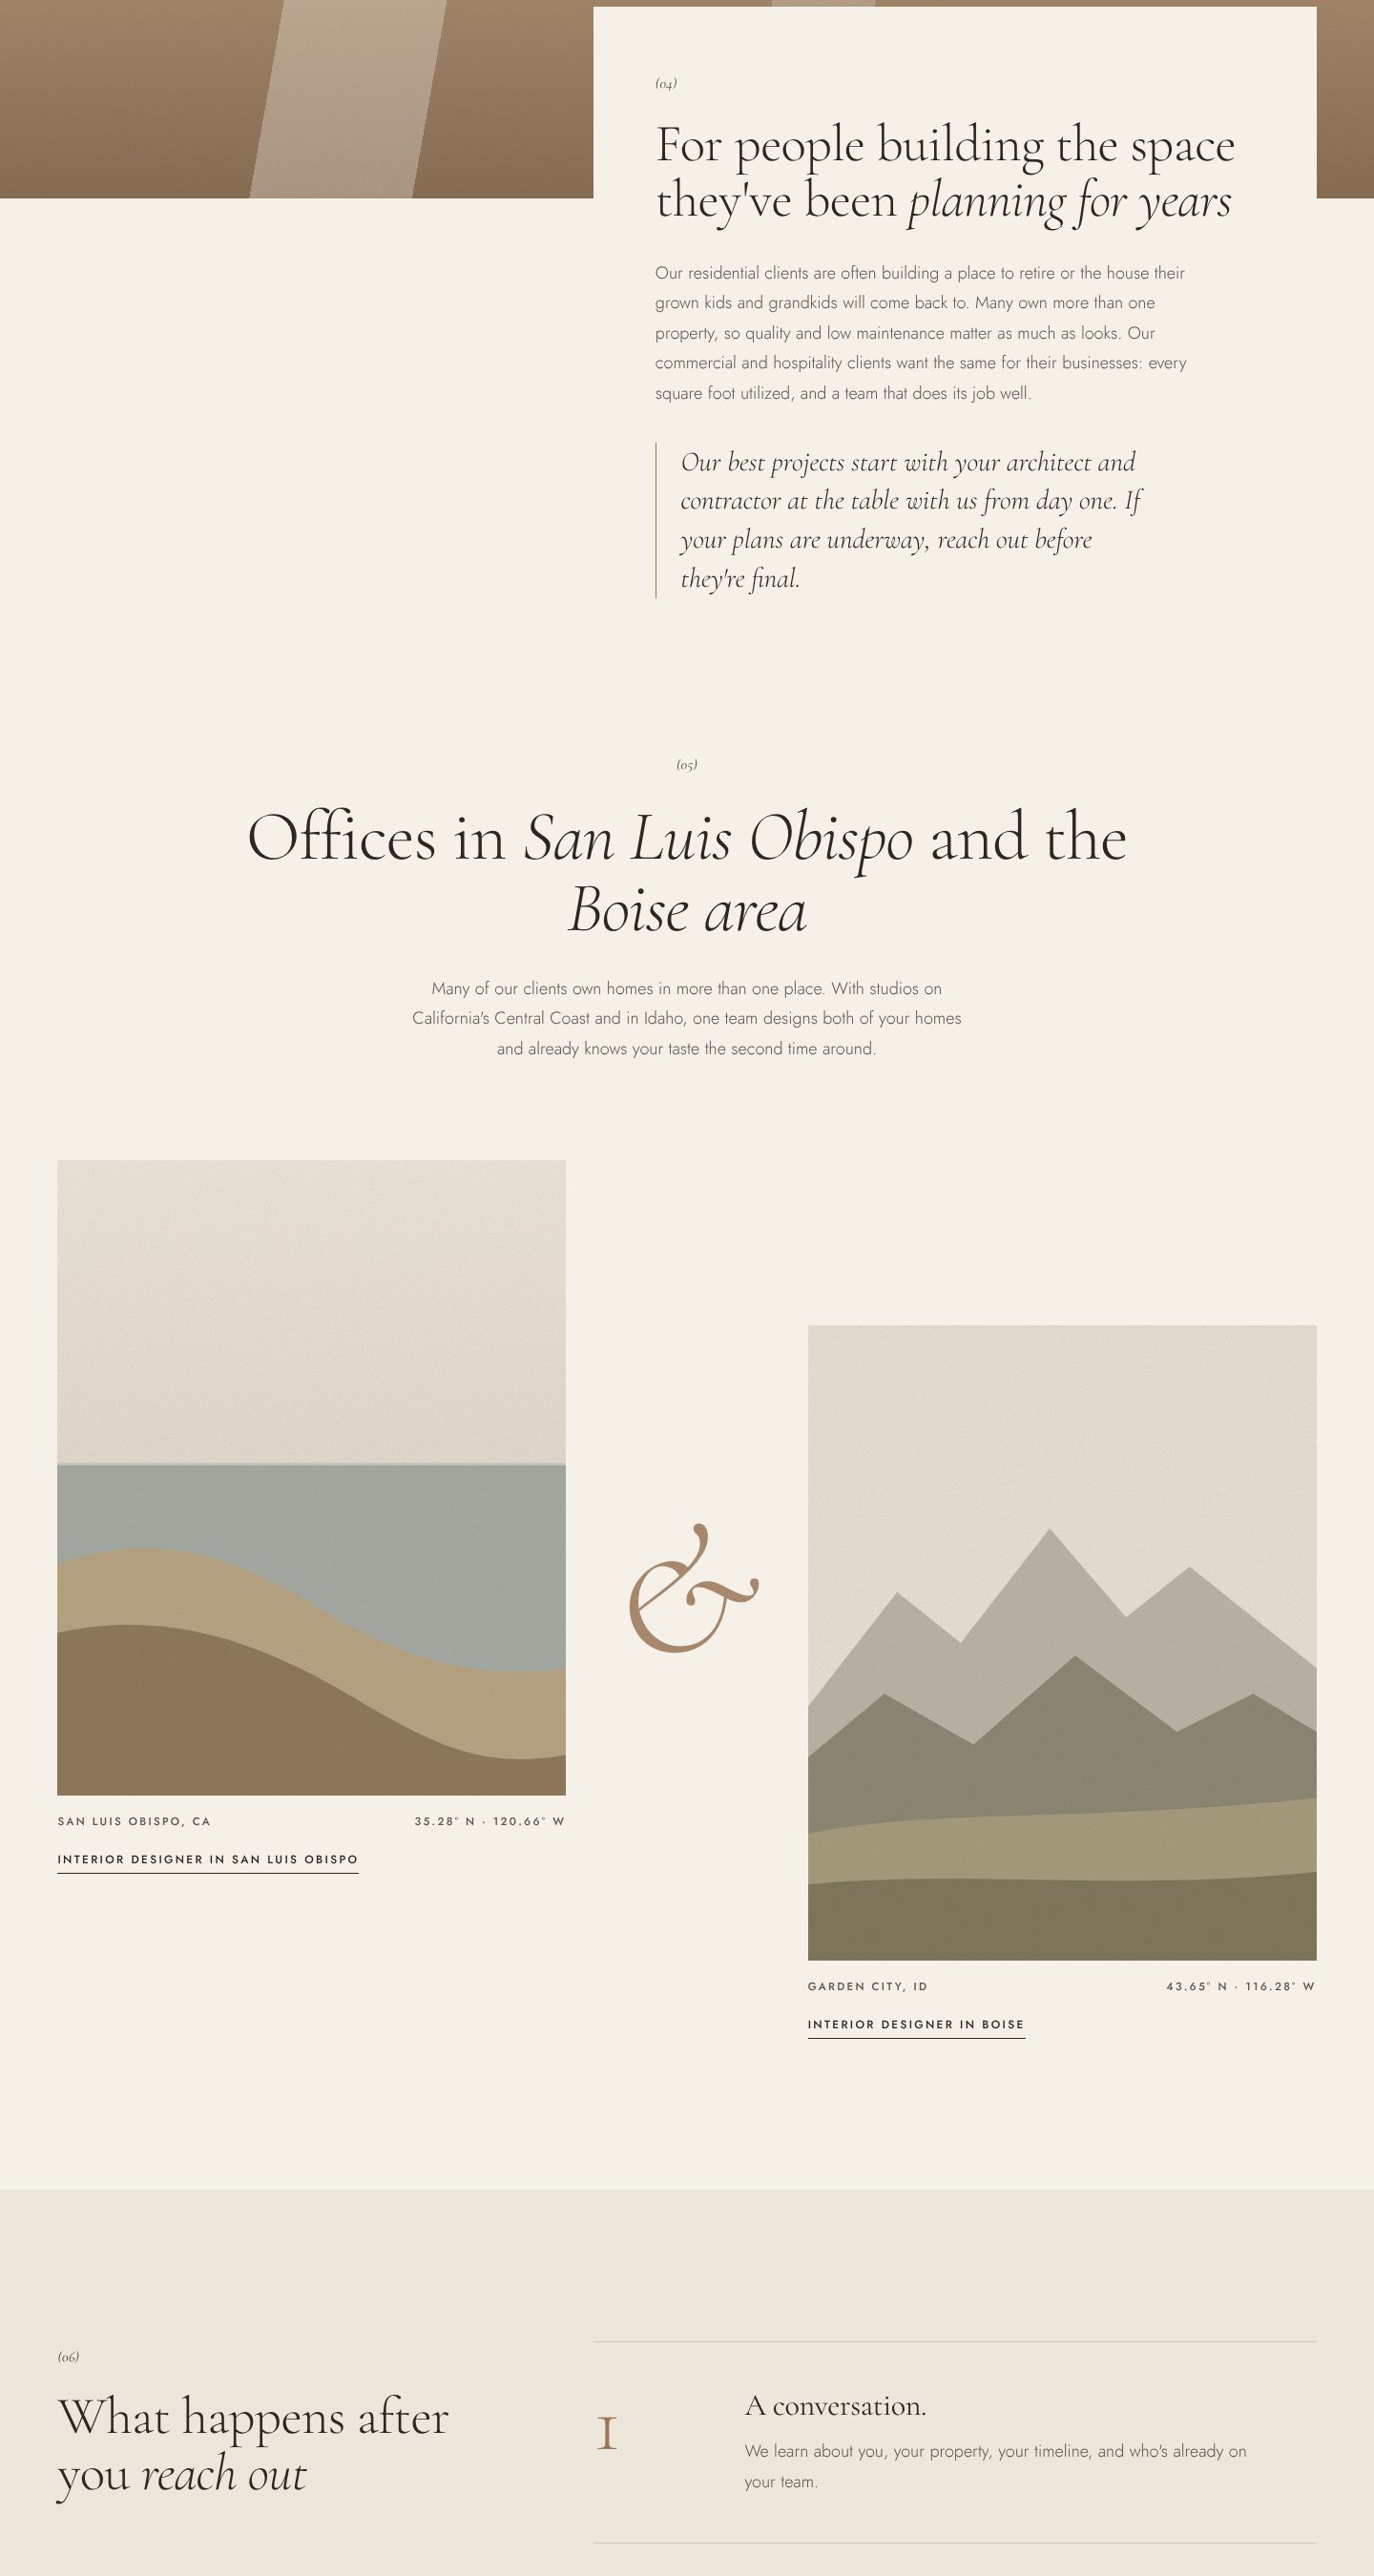 (04)
For people building the space
they've been planning for years
Our residential clients are often building a place to retire or the house their
grown kids and grandkids will come back to. Many own more than one
property, so quality and low maintenance matter as much as looks. Our
commercial and hospitality clients want the same for their businesses: every
square foot utilized, and a team that does its job well.
Our best projects start with your architect and
contractor at the table with us from day one. If
your plans are underway, reach out before
they're final.
(05)
Offices in San Luis Obispo and the
Boise area
Many of our clients own homes in more than one place. With studios on
California's Central Coast and in Idaho, one team designs both of your homes
and already knows your taste the second time around.
&
SAN LUIS OBISPO, CA
35.28° N · 120.66° W
INTERIOR DESIGNER IN SAN LUIS OBISPO
GARDEN CITY, ID
43.65° N · 116.28° W
INTERIOR DESIGNER IN BOISE
(06)
What happens after
you reach out
1
A conversation.
We learn about you, your property, your timeline, and who's already on
your team.